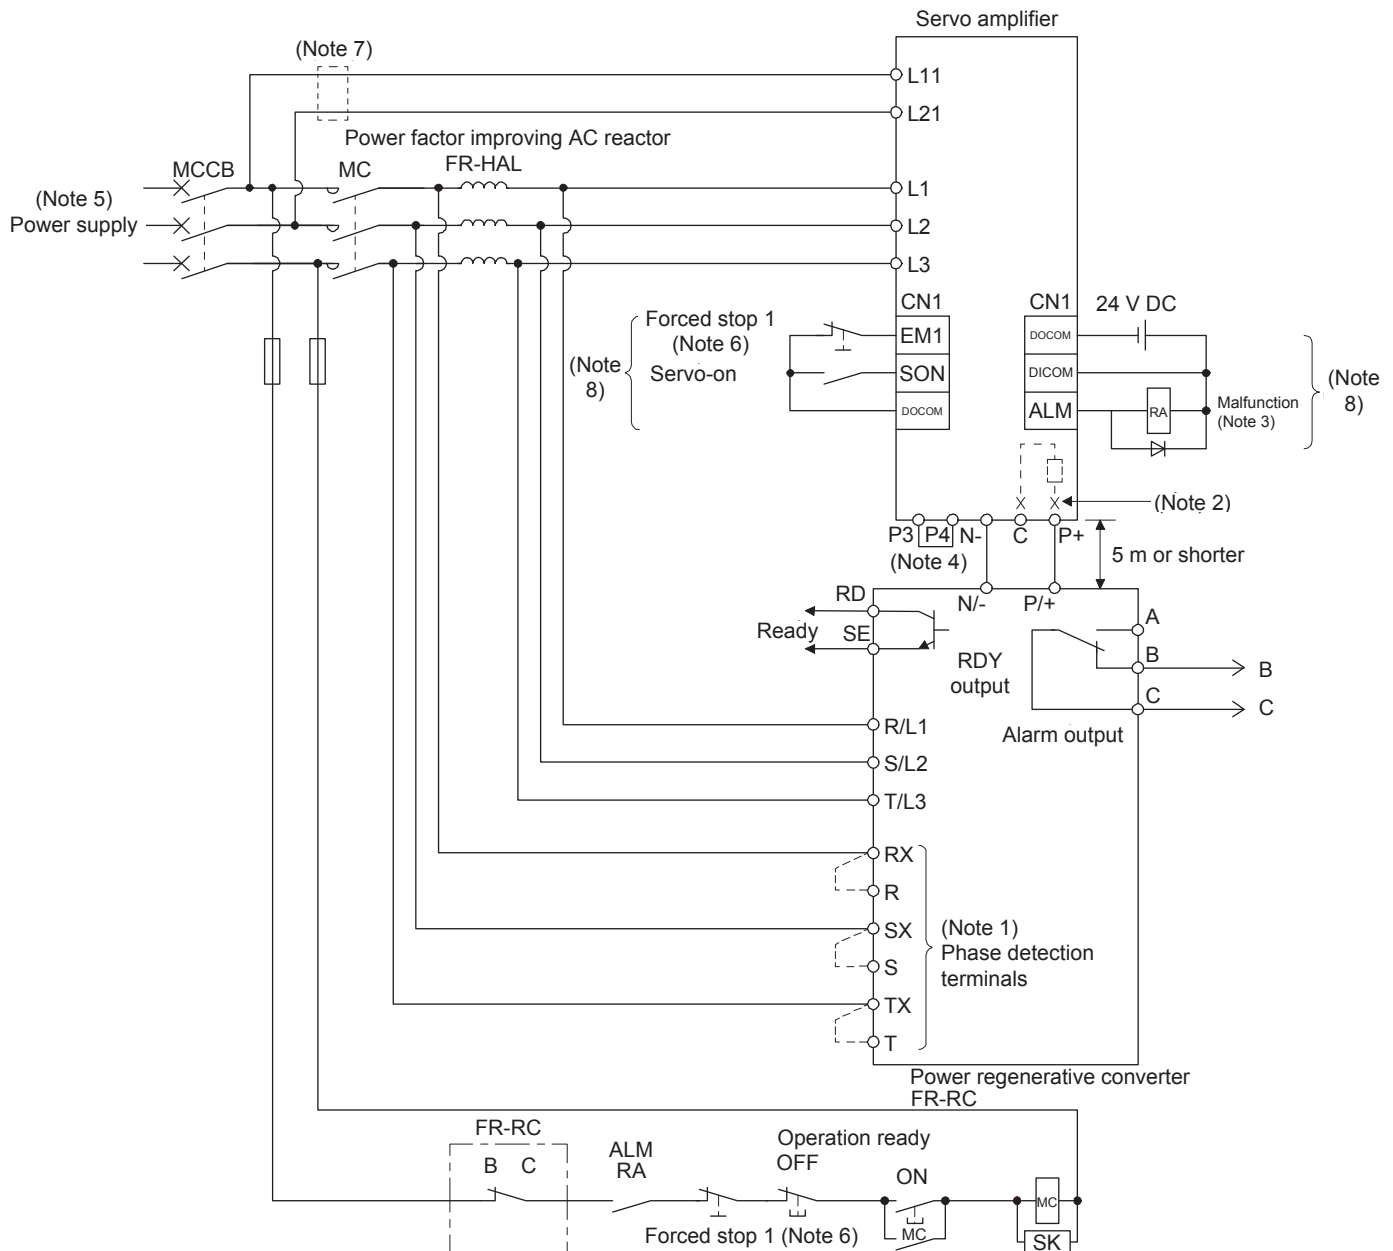 Servo amplifier
(Note 7)
L11
L21
Power factor improving AC reactor
FR-HAL
MCCB
MC
(Note 5)
Power supply
L1
L2
L3
CN1
CN1
24 V DC
Forced stop 1
(Note 6)
EM1
DOCOM
(Note
8)
Servo-on
SON
DICOM
(Note
8)
DOCOM
ALM
RA
Malfunction
(Note 3)
(Note 2)
P3
P4
N-
C
P+
(Note 4)
5 m or shorter
RD
N/-
P/+
A
Ready
SE
RDY
output
B
B
C
C
Alarm output
R/L1
S/L2
T/L3
RX
R
SX
S
TX
T
(Note 1)
Phase detection
terminals
Power regenerative converter
FR-RC
FR-RC
B C
ALM
RA
Operation ready
OFF
ON
MC
MC
Forced stop 1 (Note 6)
SK